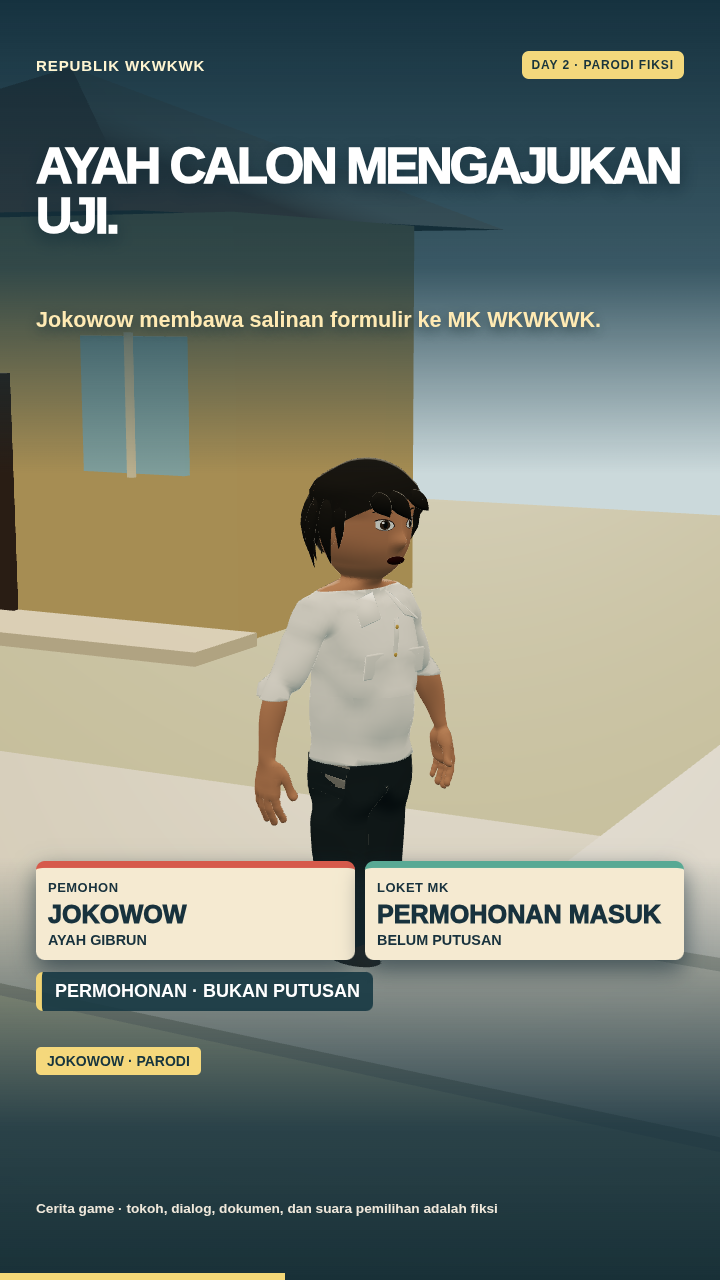 REPUBLIK WKWKWK
DAY 2 · PARODI FIKSI
AYAH CALON MENGAJUKAN
UJI.
Jokowow membawa salinan formulir ke MK WKWKWK.
PEMOHON
JOKOWOW
AYAH GIBRUN
LOKET MK
PERMOHONAN MASUK
BELUM PUTUSAN
PERMOHONAN · BUKAN PUTUSAN
JOKOWOW · PARODI
Cerita game · tokoh, dialog, dokumen, dan suara pemilihan adalah fiksi